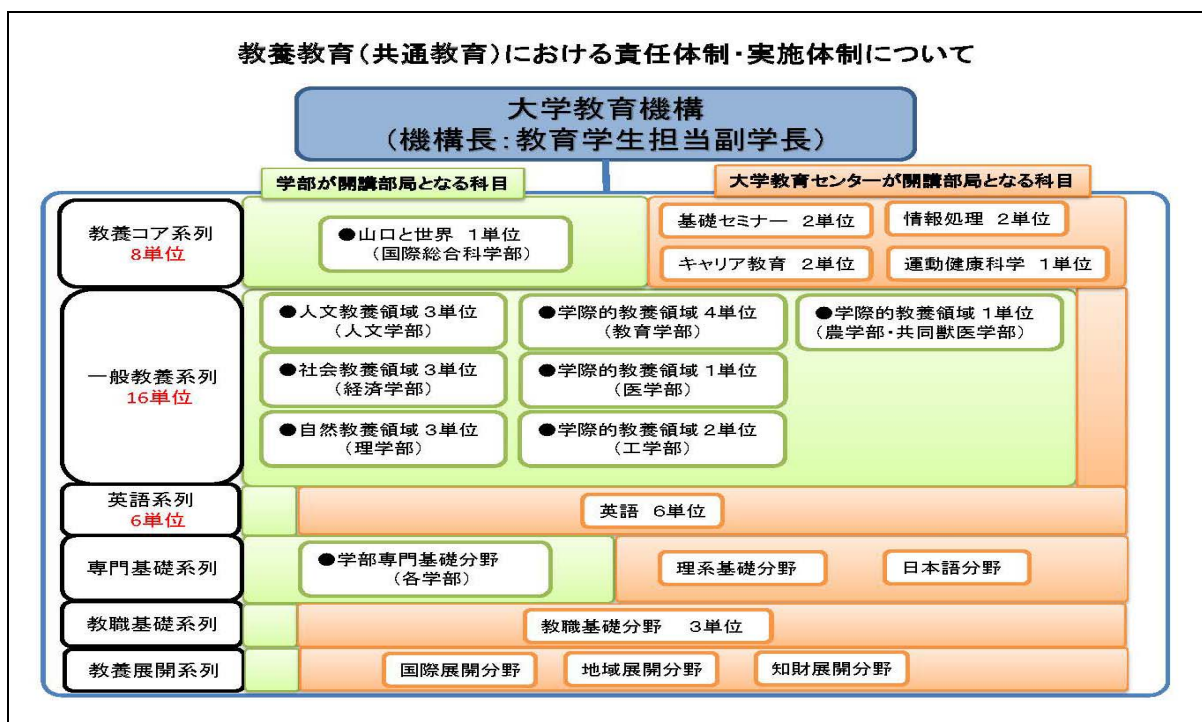 教養教育(共通教育)における責任体制・実施体制について
大学教育機構
(機構長:教育学生担当副学長)
学部が開講部局となる科目
大学教育センターが開講部局となる科目
教養コア系列
8単位
●山口と世界 1単位
(国際総合科学部)
基礎セミナー 2単位
情報処理 2単位
キャリア教育 2単位
運動健康科学 1単位
一般教養系列
16単位
●人文教養領域 3単位
(人文学部)
●学際的教養領域 4単位
(教育学部)
●学際的教養領域 1単位
(農学部・共同獣医学部)
●社会教養領域 3単位
(経済学部)
●学際的教養領域 1単位
(医学部)
●自然教養領域 3単位
(理学部)
●学際的教養領域 2単位
(工学部)
英語系列
6単位
英語 6単位
専門基礎系列
●学部専門基礎分野
(各学部)
理系基礎分野
日本語分野
教職基礎系列
教職基礎分野 3単位
教養展開系列
国際展開分野
地域展開分野
知財展開分野